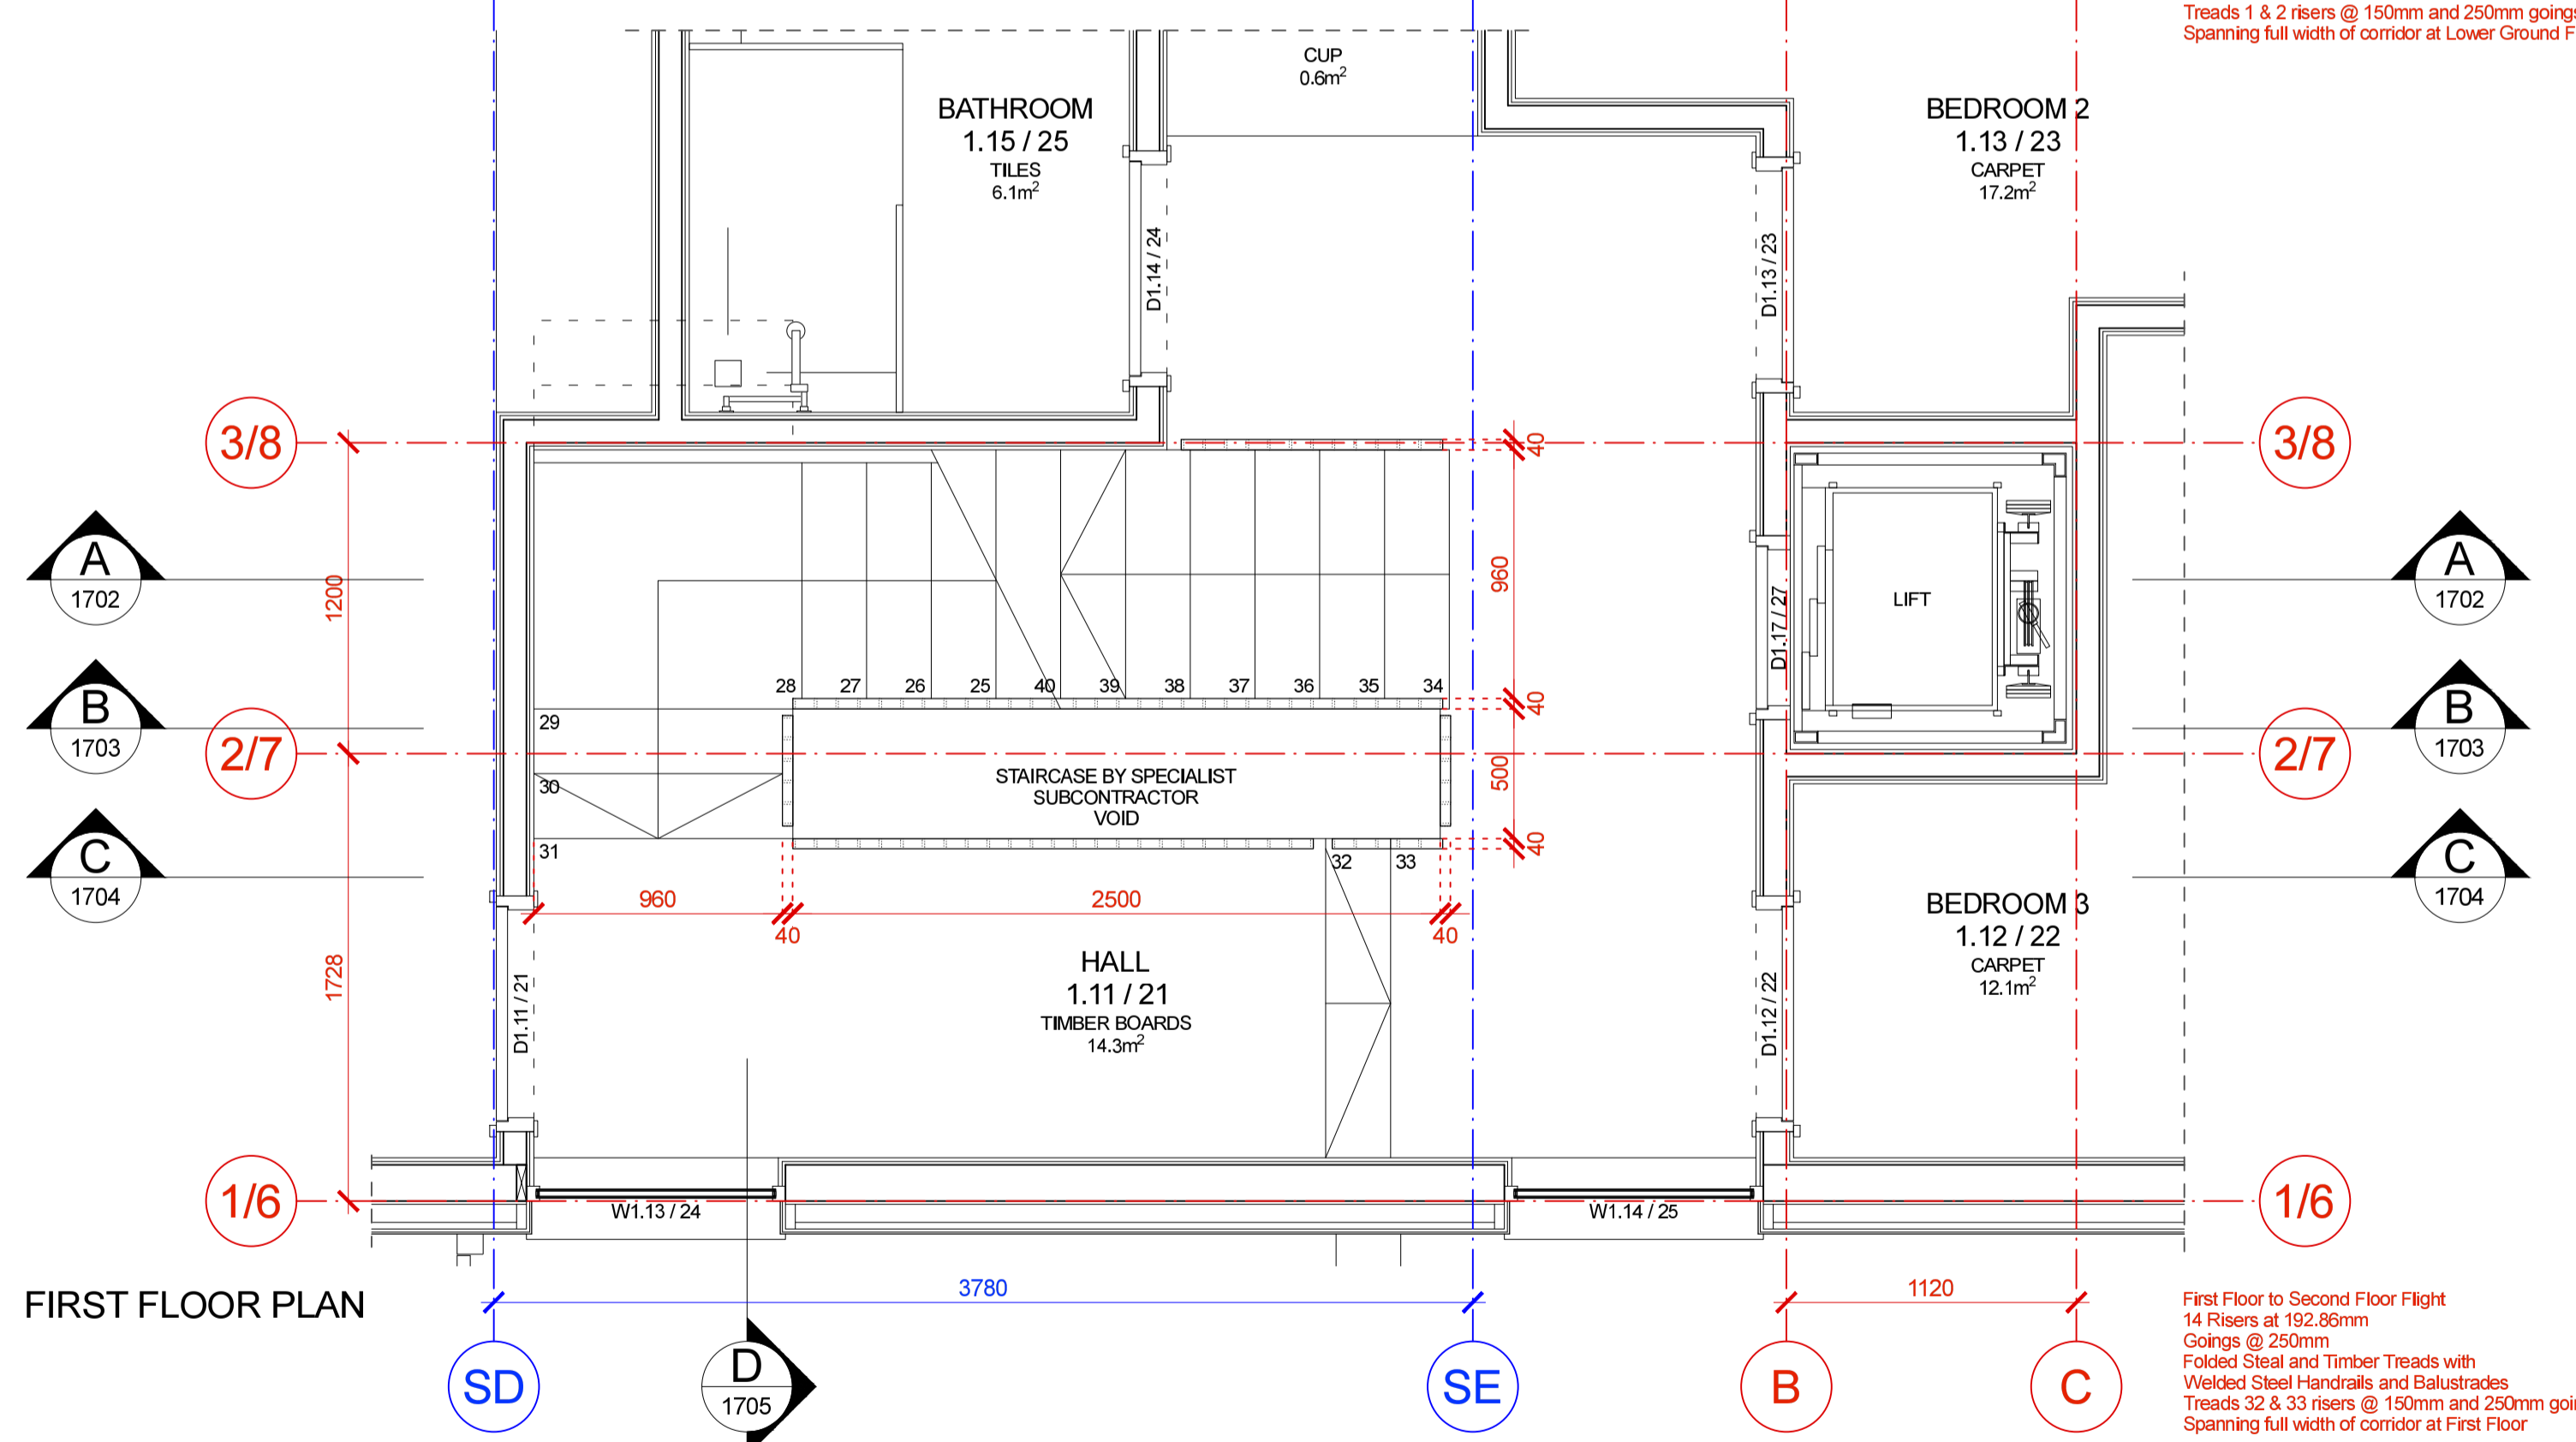 Treads 1 & 2 risers @ 150mm and 250mm goings
Spanning full width of corridor at Lower Ground F
CUP
0.6m²
BATHROOM
1.15 / 25
TILES
6.1m²
BEDROOM 2
1.13 / 23
CARPET
17.2m²
D1.14 / 24
D1.13 / 23
3/8
3/8
40
A
1702
A
1702
1200
960
LIFT
D1.17 / 27
28 27 26 25 40 39 38 37 36 35 34
40
B
1703
B
1703
29
2/7
2/7
30
STAIRCASE BY SPECIALIST
SUBCONTRACTOR
VOID
500
31
32 33
40
C
1704
C
1704
960
2500
40
40
BEDROOM 3
1.12 / 22
CARPET
12.1m²
HALL
1.11 / 21
TIMBER BOARDS
14.3m²
1728
D1.11 / 21
D1.12 / 22
1/6
1/6
W1.13 / 24
W1.14 / 25
3780
1120
FIRST FLOOR PLAN
SD
D
1705
SE
B
C
First Floor to Second Floor Flight
14 Risers at 192.86mm
Goings @ 250mm
Folded Steal and Timber Treads with
Welded Steel Handrails and Balustrades
Treads 32 & 33 risers @ 150mm and 250mm goin
Spanning full width of corridor at First Floor